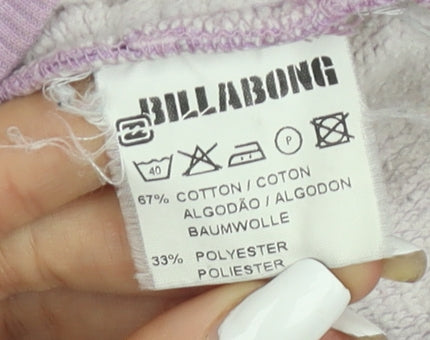 BILLABONG
40 P
67% COTTON / COTON
ALGODÃO / ALGODON
BAUMWOLLE
33% POLYESTER
POLIESTER